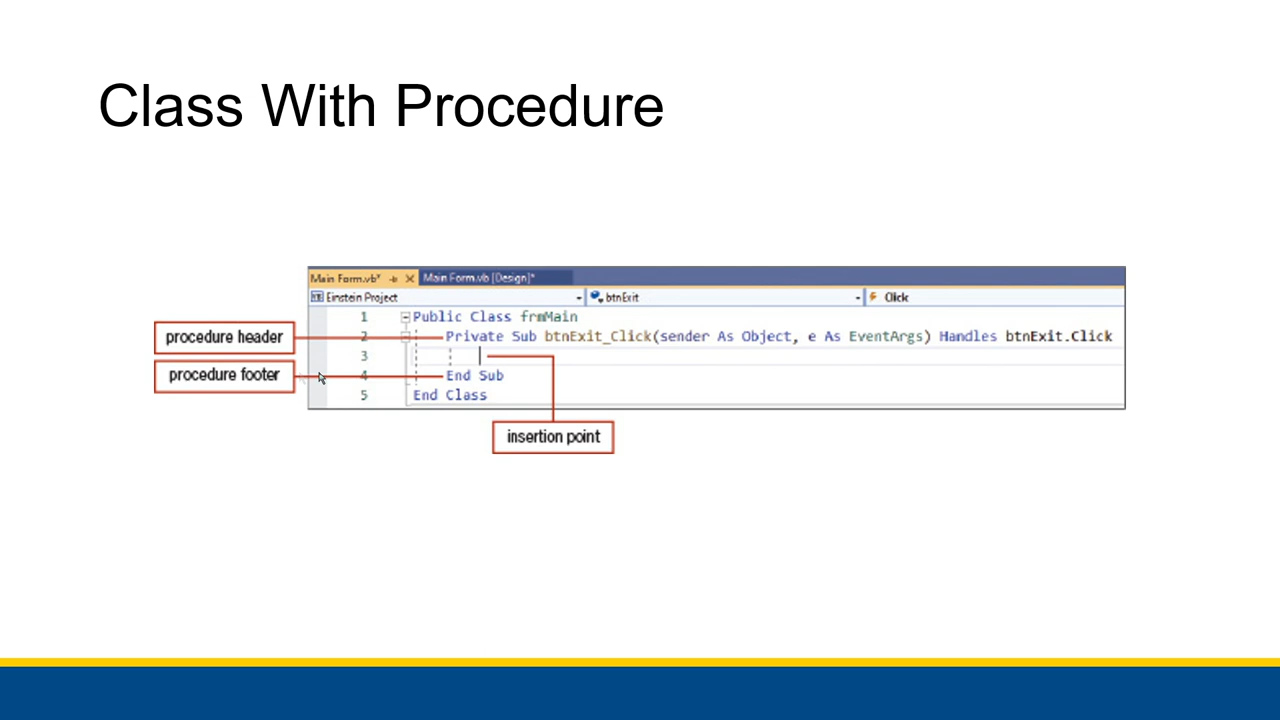 Class With Procedure
Main Form.vb* Main Form.vb [Design]*
Einstein Project btnExit Click
1 Public Class frmMain
procedure header 2 Private Sub btnExit_Click(sender As Object, e As EventArgs) Handles btnExit.Click
3
procedure footer 4 End Sub
5 End Class
insertion point